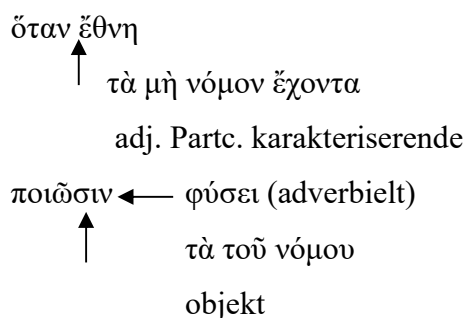 ὅταν ἔθνη
τὰ μὴ νόμον ἔχοντα
adj. Partc. karakteriserende
ποιῶσιν φύσει (adverbielt)
τὰ τοῦ νόμου
objekt